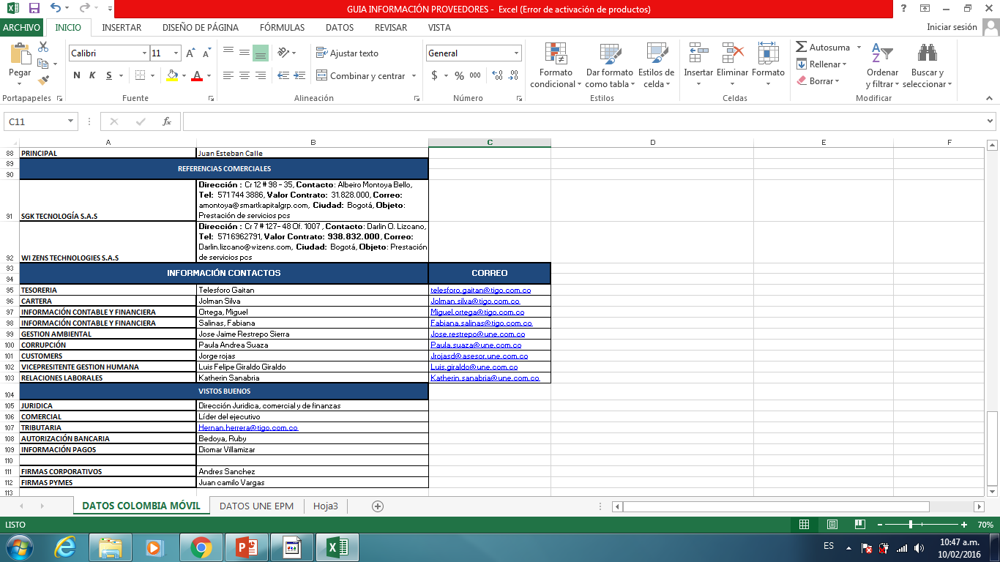 GUIA INFORMACIÓN PROVEEDORES - Excel (Error de activación de productos)
ARCHIVO INICIO INSERTAR DISEÑO DE PÁGINA FÓRMULAS DATOS REVISAR VISTA Iniciar sesión
Pegar
Calibri 11
N K S
Ajustar texto
Combinar y centrar
General
$ % 000
Formato condicional
Dar formato como tabla
Estilos de celda
Insertar Eliminar Formato
Autosuma
Rellenar
Borrar
Ordenar y filtrar
Buscar y seleccionar
Portapapeles Fuente Alineación Número Estilos Celdas Modificar
C11 fx
A B C D E F
88 PRINCIPAL Juan Esteban Calle
89
90 REFERENCIAS COMERCIALES
Dirección : Cr 12 # 98 - 35, Contacto: Albeiro Montoya Bello,
Tel: 571 744 3886, Valor Contrato: 31.828.000, Correo:
amontoya@smartkapitalgrp.com, Ciudad: Bogotá, Objeto:
91 SGK TECNOLOGÍA S.A.S Prestación de servicios pcs
Dirección : Cr 7 # 127- 48 Of. 1007 , Contacto: Darlin O. Lizcano,
Tel: 5716962791, Valor Contrato: 938.832.000, Correo:
Darlin.lizcano@wizens.com, Ciudad: Bogotá, Objeto: Prestación
92 WI ZENS TECHNOLOGIES S.A.S de servicios pcs
93
94 INFORMACIÓN CONTACTOS CORREO
95 TESORERIA Telesforo Gaitan telesforo.gaitan@tigo.com.co
96 CARTERA Jolman Silva Jolman.silva@tigo.com.co
97 INFORMACIÓN CONTABLE Y FINANCIERA Ortega, Miguel Miguel.ortega@tigo.com.co
98 INFORMACIÓN CONTABLE Y FINANCIERA Salinas, Fabiana Fabiana.salinas@tigo.com.co
99 GESTION AMBIENTAL Jose Jaime Restrepo Sierra Jose.restrepo@une.com.co
100 CORRUPCIÓN Paula Andrea Suaza Paula.suaza@une.com.co
101 CUSTOMERS Jorge rojas Jrojasd@asesor.une.com.co
102 VICEPRESITENTE GESTION HUMANA Luis Felipe Giraldo Giraldo Luis.giraldo@une.com.co
103 RELACIONES LABORALES Katherin Sanabria Katherin.sanabria@une.com.co
104 VISTOS BUENOS
105 JURIDICA Dirección Juridica, comercial y de finanzas
106 COMERCIAL Líder del ejecutivo
107 TRIBUTARIA Hernan.herrera@tigo.com.co
108 AUTORIZACIÓN BANCARIA Bedoya, Ruby
109 INFORMACIÓN PAGOS Diomar Villamizar
110
111 FIRMAS CORPORATIVOS Andres Sanchez
112 FIRMAS PYMES Juan camilo Vargas
113
DATOS COLOMBIA MÓVIL DATOS UNE EPM Hoja3
LISTO 70%
ES 10:47 a.m.
10/02/2016